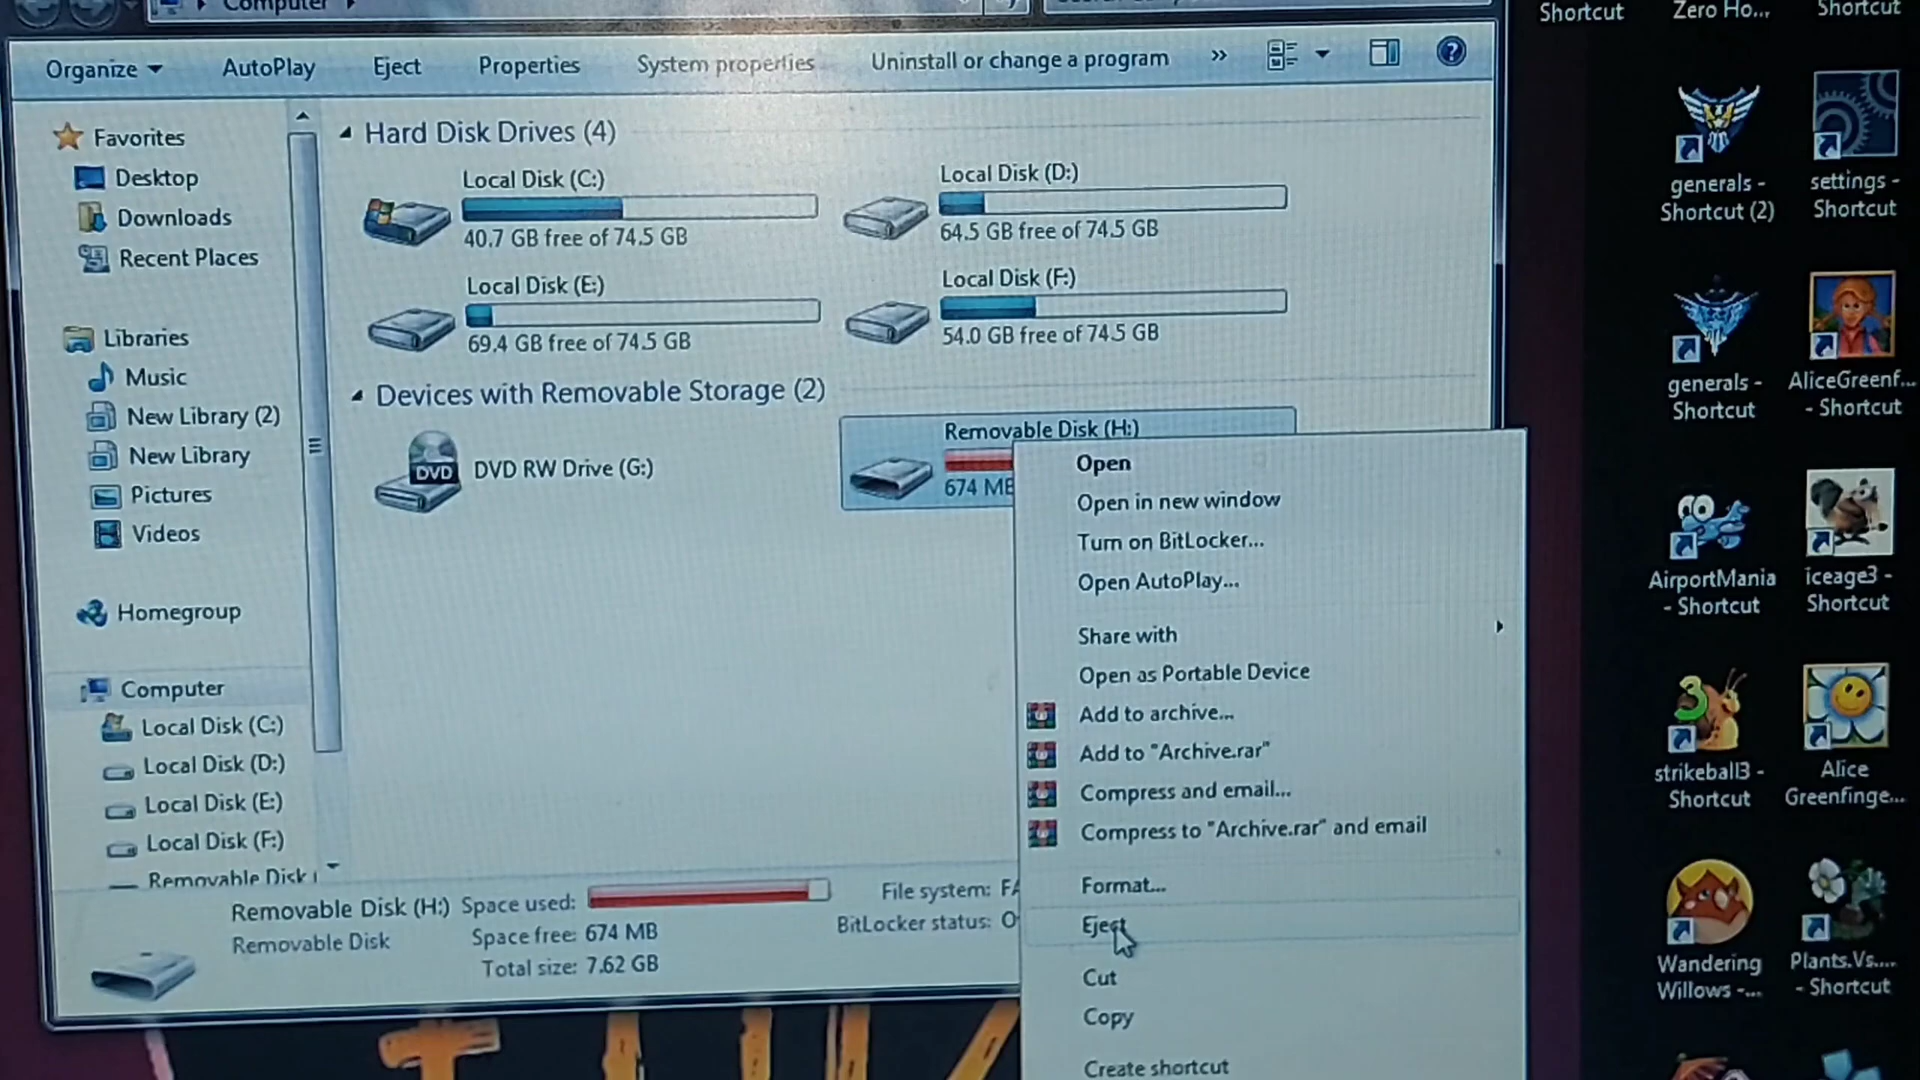 Computer
Organize
AutoPlay
Eject
Properties
System properties
Uninstall or change a program
»
Favorites
Desktop
Downloads
Recent Places
Libraries
Music
New Library (2)
New Library
Pictures
Videos
Homegroup
Computer
Local Disk (C:)
Local Disk (D:)
Local Disk (E:)
Local Disk (F:)
Removable Disk
Hard Disk Drives (4)
Local Disk (C:)
40.7 GB free of 74.5 GB
Local Disk (D:)
64.5 GB free of 74.5 GB
Local Disk (E:)
69.4 GB free of 74.5 GB
Local Disk (F:)
54.0 GB free of 74.5 GB
Devices with Removable Storage (2)
DVD
DVD RW Drive (G:)
Removable Disk (H:)
674 MB
Open
Open in new window
Turn on BitLocker...
Open AutoPlay...
Share with
Open as Portable Device
Add to archive...
Add to "Archive.rar"
Compress and email...
Compress to "Archive.rar" and email
Format...
Eject
Cut
Copy
Create shortcut
Removable Disk (H:)
Removable Disk
Space used:
Space free: 674 MB
Total size: 7.62 GB
File system: FA
BitLocker status: O
Shortcut
Zero Ho...
Shortcut
generals -
Shortcut (2)
settings -
Shortcut
generals -
Shortcut
AliceGreenf...
- Shortcut
AirportMania
- Shortcut
iceage3 -
Shortcut
3
strikeball3 -
Shortcut
Alice
Greenfinge...
Wandering
Willows -...
Plants.Vs....
- Shortcut